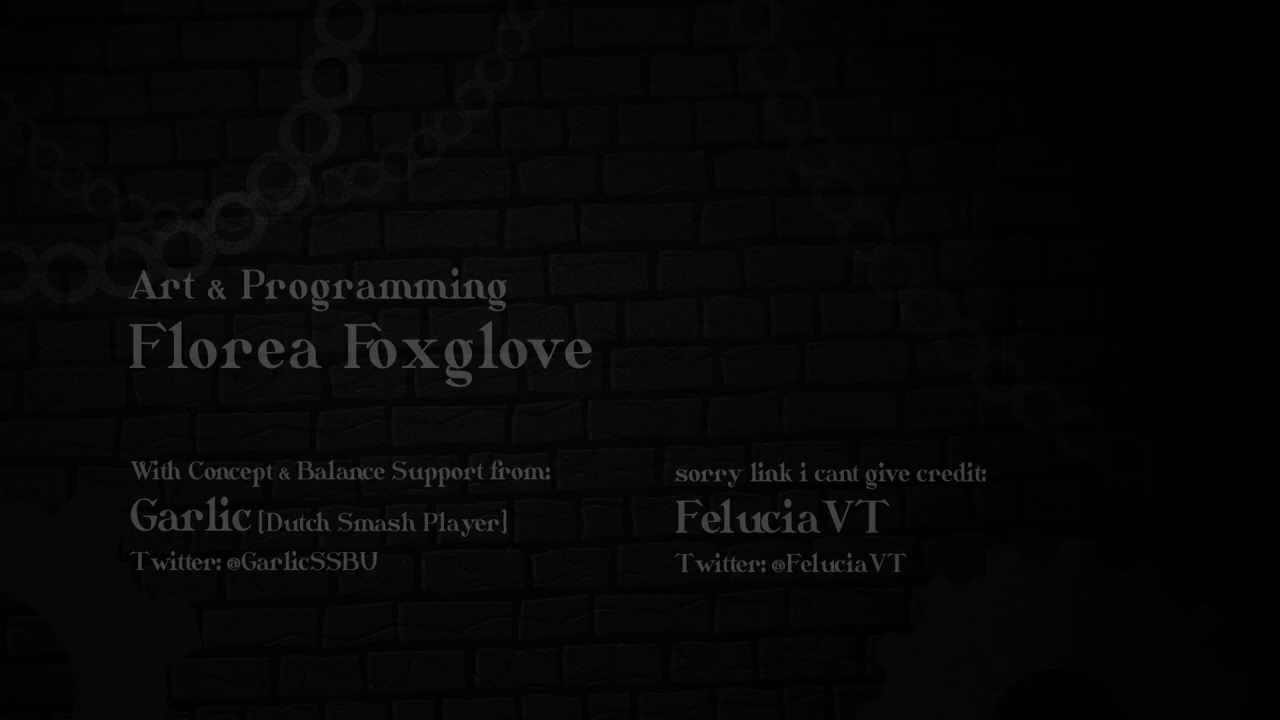 Art & Programming
Florea Foxglove
With Concept & Balance Support from:
Garlic [Dutch Smash Player]
Twitter: @GarlicSSBU
sorry link i cant give credit:
FeluciaVT
Twitter: @FeluciaVT